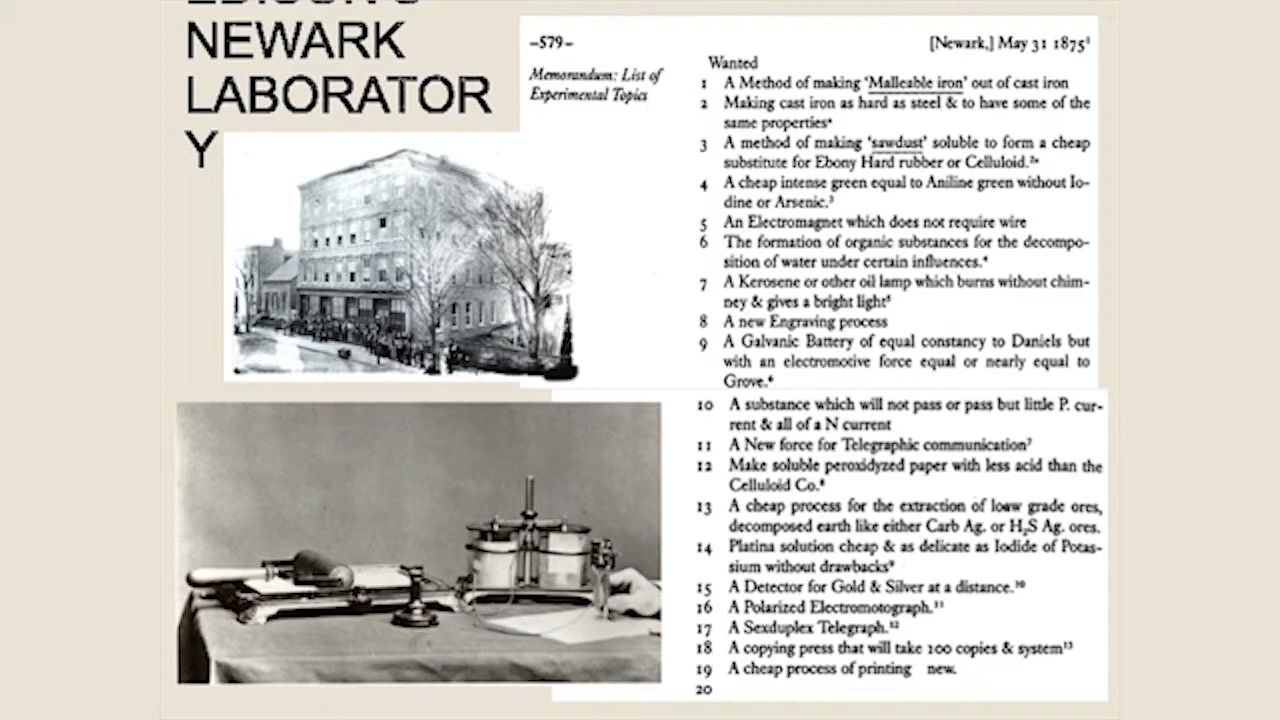 EDISON'S
NEWARK
LABORATOR
Y
–579–
Memorandum: List of
Experimental Topics
[Newark,] May 31 1875¹
Wanted
1 A Method of making ‘Malleable iron’ out of cast iron
2 Making cast iron as hard as steel & to have some of the
same properties*
3 A method of making ‘sawdust’ soluble to form a cheap
substitute for Ebony Hard rubber or Celluloid.²*
4 A cheap intense green equal to Aniline green without Io-
dine or Arsenic.³
5 An Electromagnet which does not require wire
6 The formation of organic substances for the decompo-
sition of water under certain influences.⁴
7 A Kerosene or other oil lamp which burns without chim-
ney & gives a bright light⁵
8 A new Engraving process
9 A Galvanic Battery of equal constancy to Daniels but
with an electromotive force equal or nearly equal to
Grove.⁶
10 A substance which will not pass or pass but little P. cur-
rent & all of a N current
11 A New force for Telegraphic communication⁷
12 Make soluble peroxidyzed paper with less acid than the
Celluloid Co.⁸
13 A cheap process for the extraction of low grade ores,
decomposed earth like either Carb Ag. or H₂S Ag. ores.
14 Platina solution cheap & as delicate as Iodide of Potas-
sium without drawbacks⁹
15 A Detector for Gold & Silver at a distance.¹⁰
16 A Polarized Electromotograph.¹¹
17 A Sexduplex Telegraph.¹²
18 A copying press that will take 100 copies & system¹³
19 A cheap process of printing new.
20